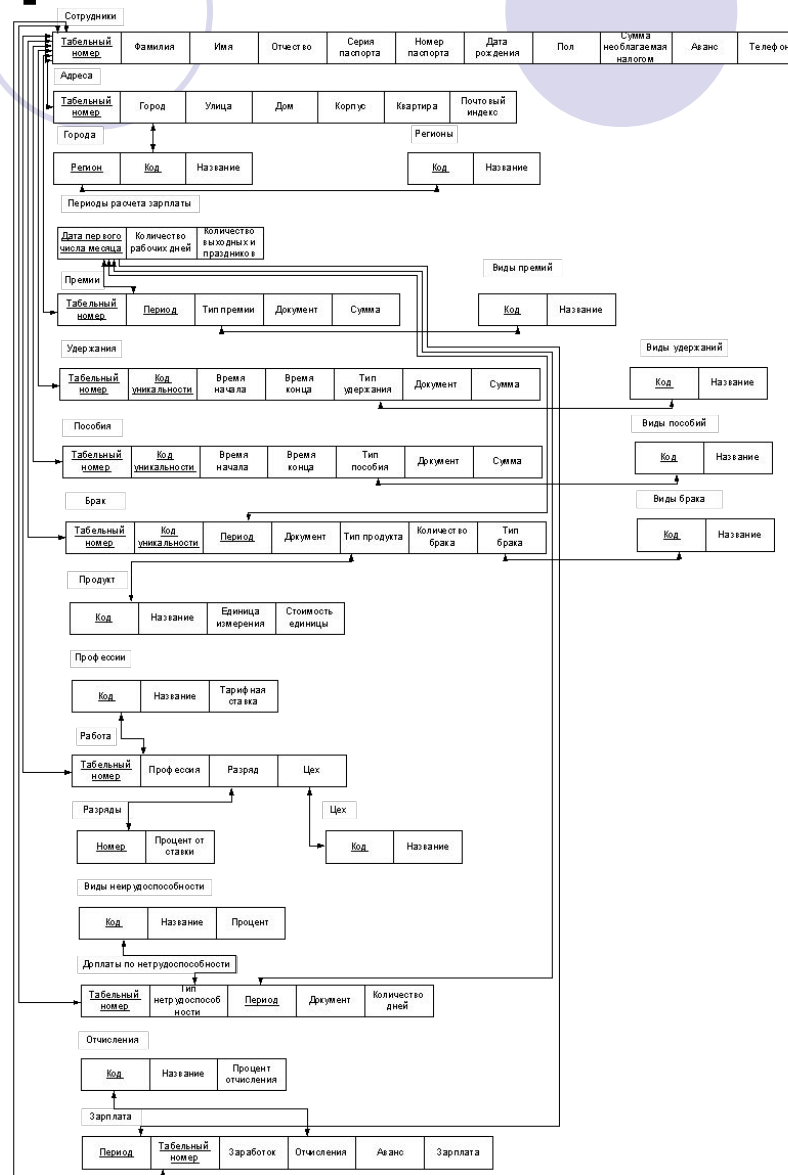 Сотрудники
Табельный номер Фамилия Имя Отчество Серия паспорта Номер паспорта Дата рождения Пол Сумма необлагаемая налогом Аванс Телефон
Адреса
Табельный номер Город Улица Дом Корпус Квартира Почтовый индекс
Города Регионы
Регион Код Название Код Название
Периоды расчета зарплаты
Дата первого числа месяца Количество рабочих дней Количество выходных и праздников
Премии Виды премий
Табельный номер Период Тип премии Документ Сумма Код Название
Удержания Виды удержаний
Табельный номер Код уникальности Время начала Время конца Тип удержания Документ Сумма Код Название
Пособия Виды пособий
Табельный номер Код уникальности Время начала Время конца Тип пособия Документ Сумма Код Название
Брак Виды брака
Табельный номер Код уникальности Период Документ Тип продукта Количество брака Тип брака Код Название
Продукт
Код Название Единица измерения Стоимость единицы
Профессии
Код Название Тарифная ставка
Работа
Табельный номер Профессия Разряд Цех
Разряды Цех
Номер Процент от ставки Код Название
Виды неирудоспособности
Код Название Процент
Доплаты по нетрудоспособности
Табельный номер Тип нетрудоспособ ности Период Документ Количество дней
Отчисления
Код Название Процент отчисления
Зарплата
Период Табельный номер Заработок Отчисления Аванс Зарплата